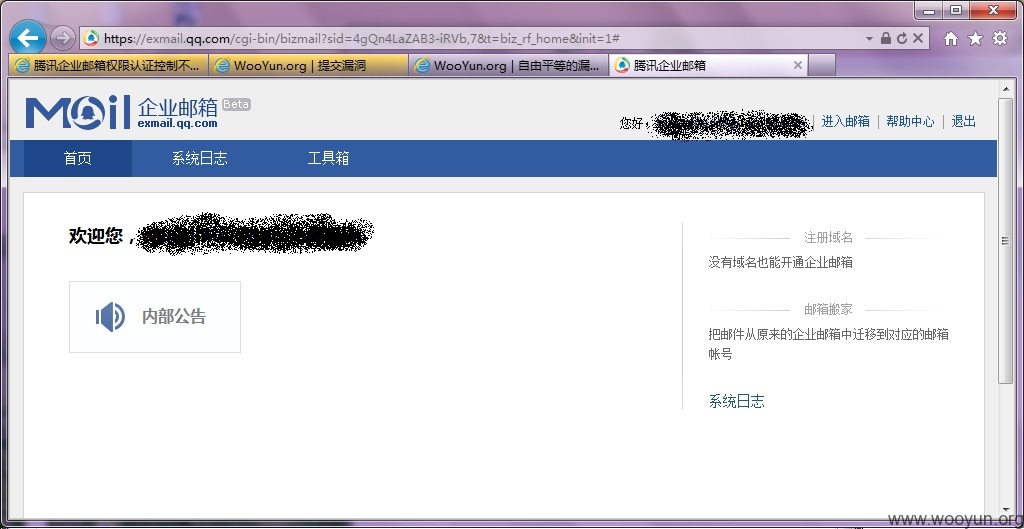 https://exmail.qq.com/cgi-bin/bizmail?sid=4gQn4LaZAB3-iRVb,7&t=biz_rf_home&init=1#
腾讯企业邮箱权限认证控制不... WooYun.org | 提交漏洞 WooYun.org | 自由平等的漏... 腾讯企业邮箱
Mail 企业邮箱 Beta
exmail.qq.com
您好, 进入邮箱 | 帮助中心 | 退出
首页 系统日志 工具箱
欢迎您，
内部公告
注册域名
没有域名也能开通企业邮箱
邮箱搬家
把邮件从原来的企业邮箱中迁移到对应的邮箱
帐号
系统日志
www.wooyun.org